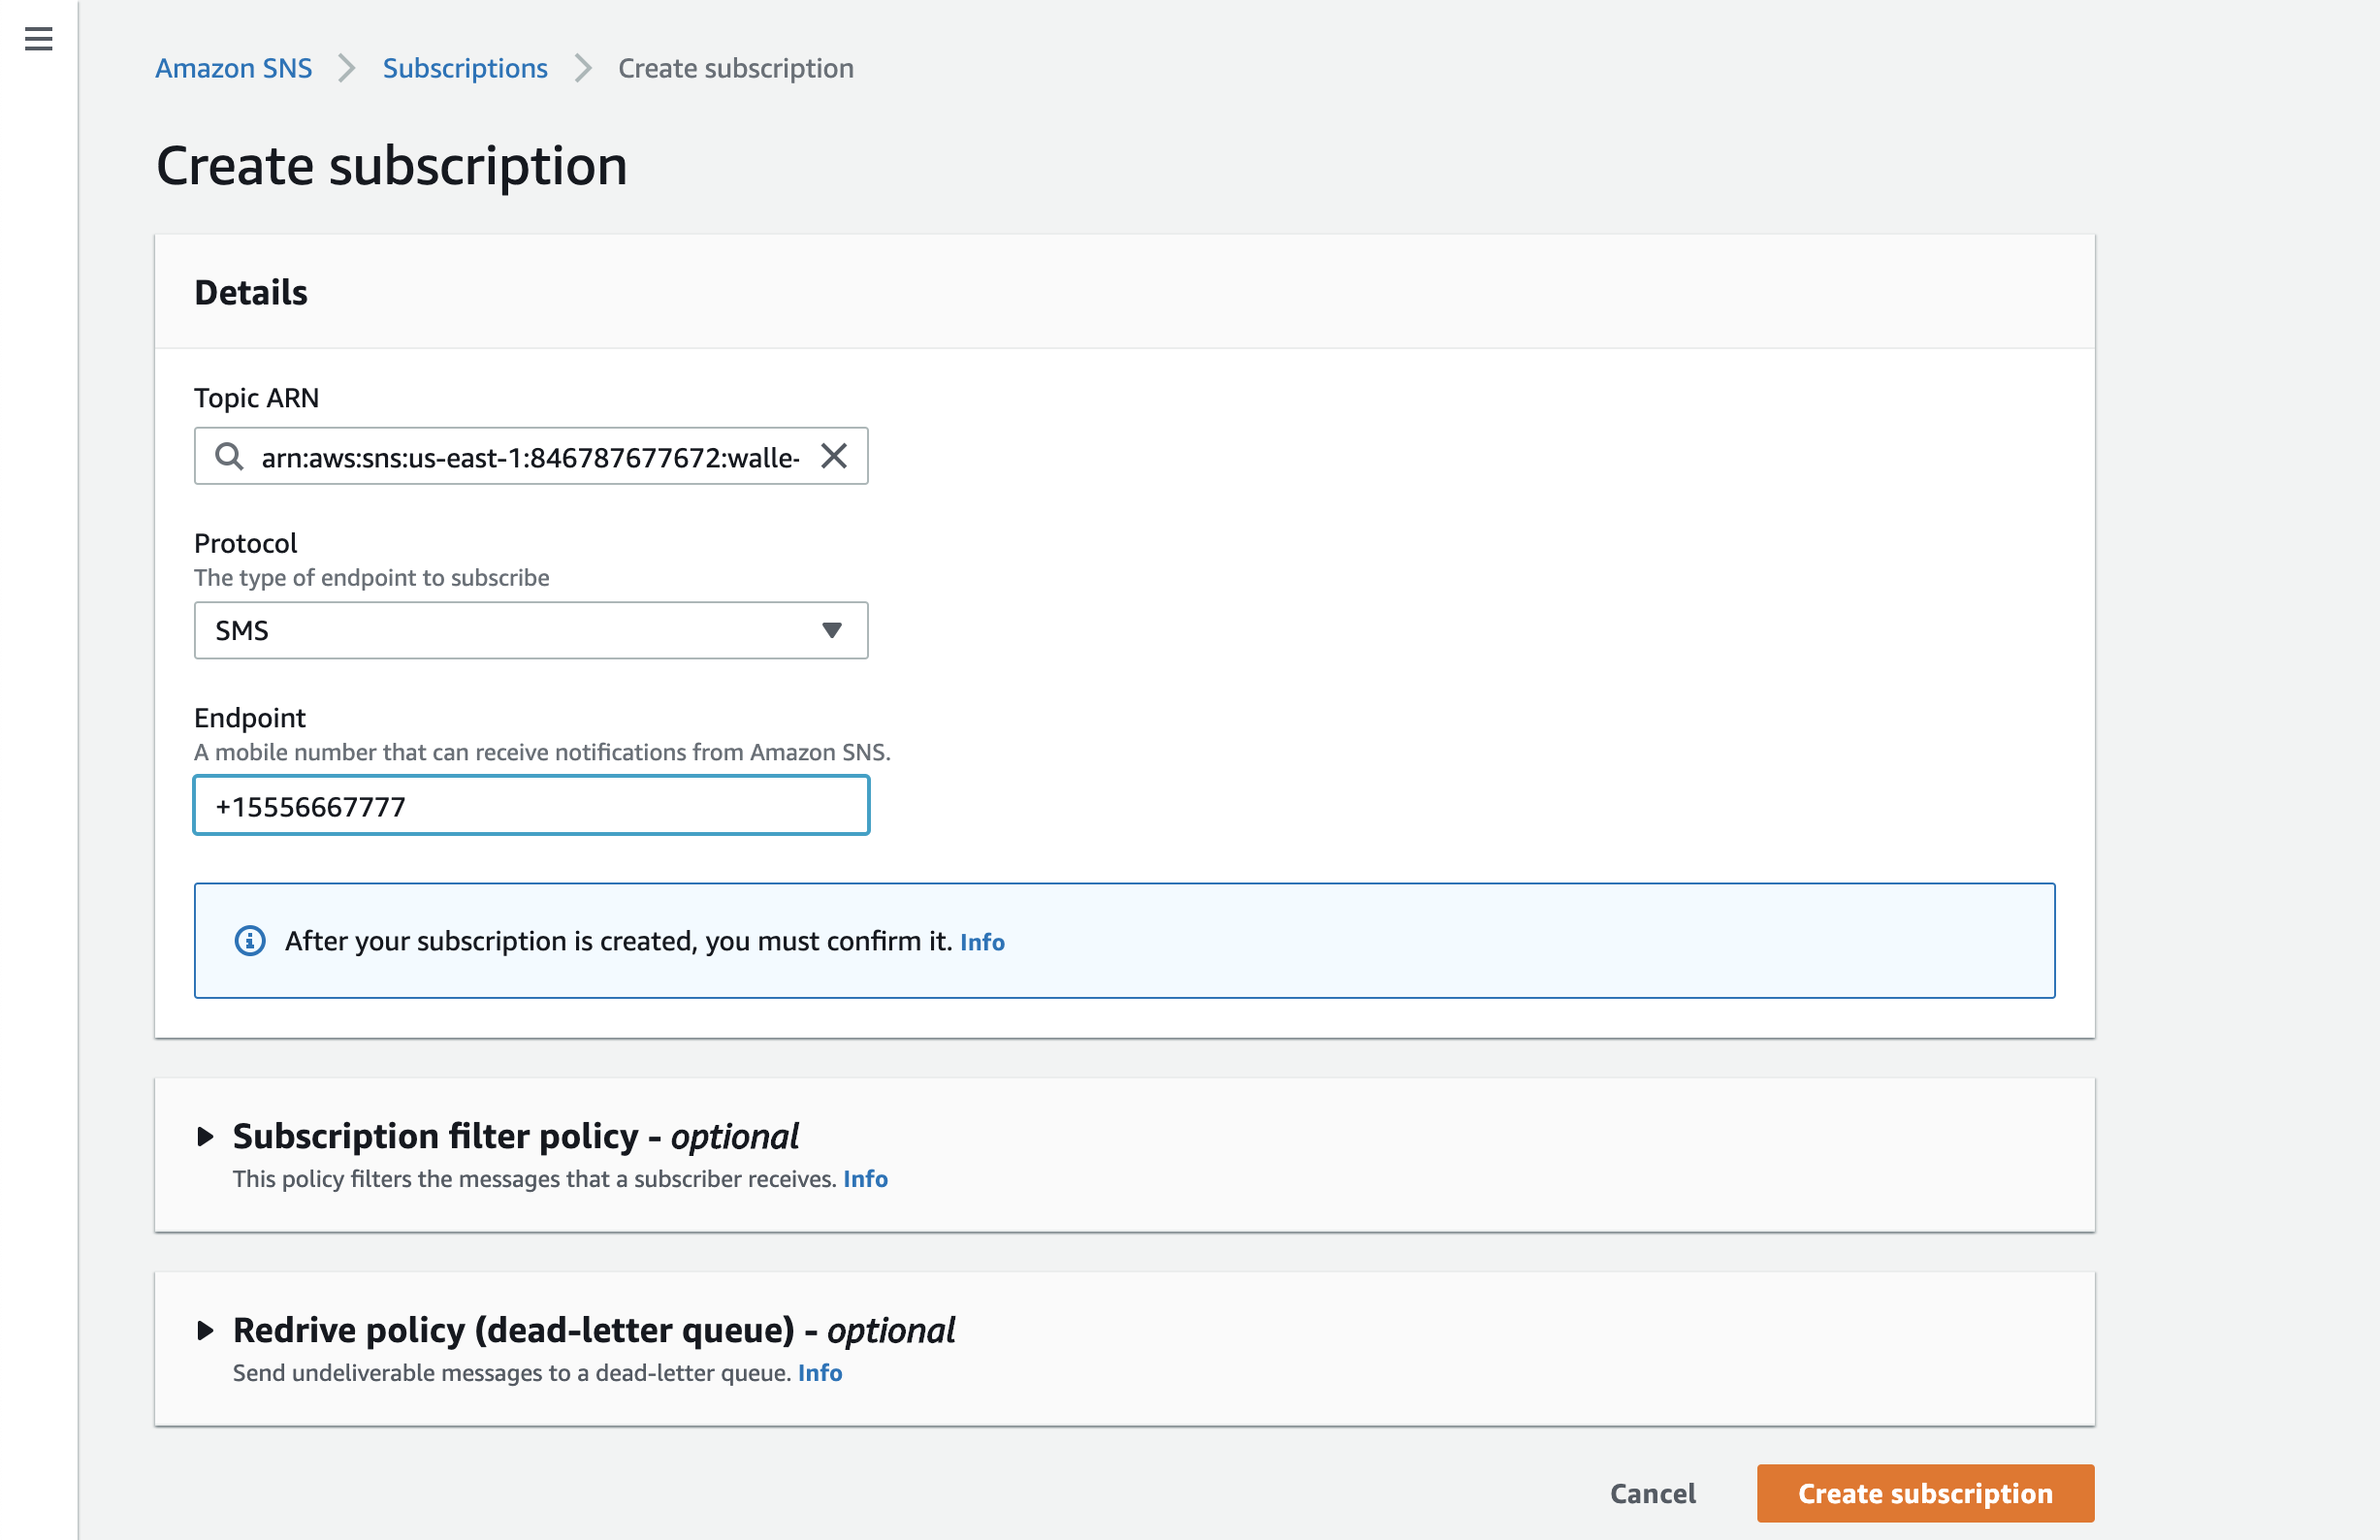 Amazon SNS > Subscriptions > Create subscription
Create subscription
Details
Topic ARN
arn:aws:sns:us-east-1:846787677672:walle-
Protocol
The type of endpoint to subscribe
SMS
Endpoint
A mobile number that can receive notifications from Amazon SNS.
+15556667777
After your subscription is created, you must confirm it. Info
Subscription filter policy - optional
This policy filters the messages that a subscriber receives. Info
Redrive policy (dead-letter queue) - optional
Send undeliverable messages to a dead-letter queue. Info
Cancel
Create subscription